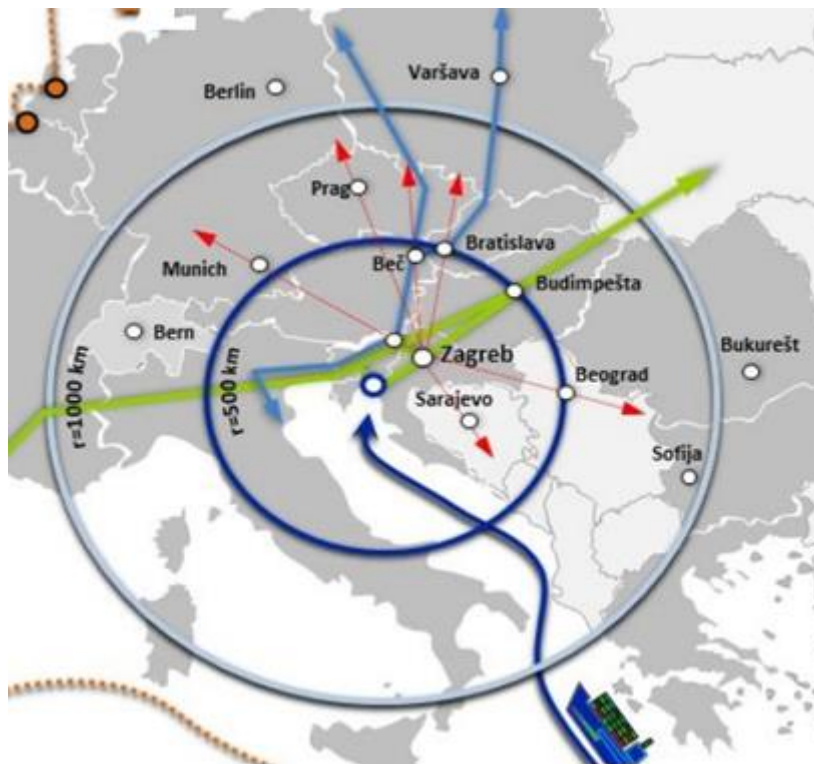 Varšava
Berlin
Prag
Bratislava
Beč
Munich
Budimpešta
Bern
Zagreb
Bukurešt
Beograd
r=1000 km
r=500 km
Sarajevo
Sofija